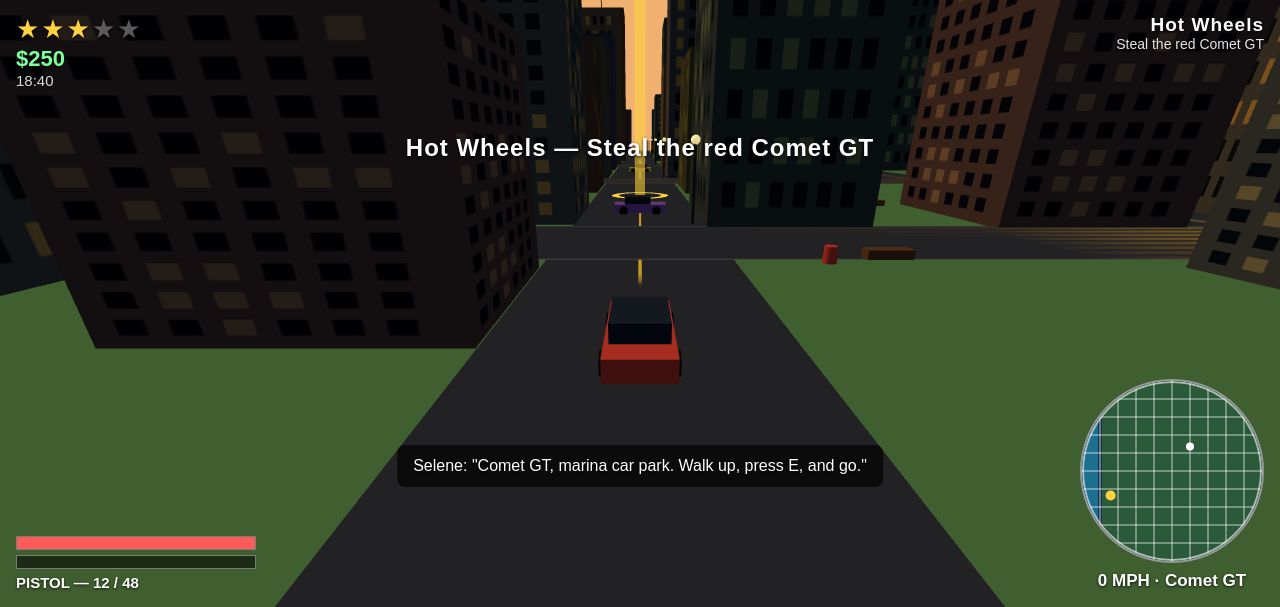 $250
18:40
Hot Wheels
Steal the red Comet GT
Hot Wheels — Steal the red Comet GT
Selene: "Comet GT, marina car park. Walk up, press E, and go."
PISTOL — 12 / 48
0 MPH · Comet GT